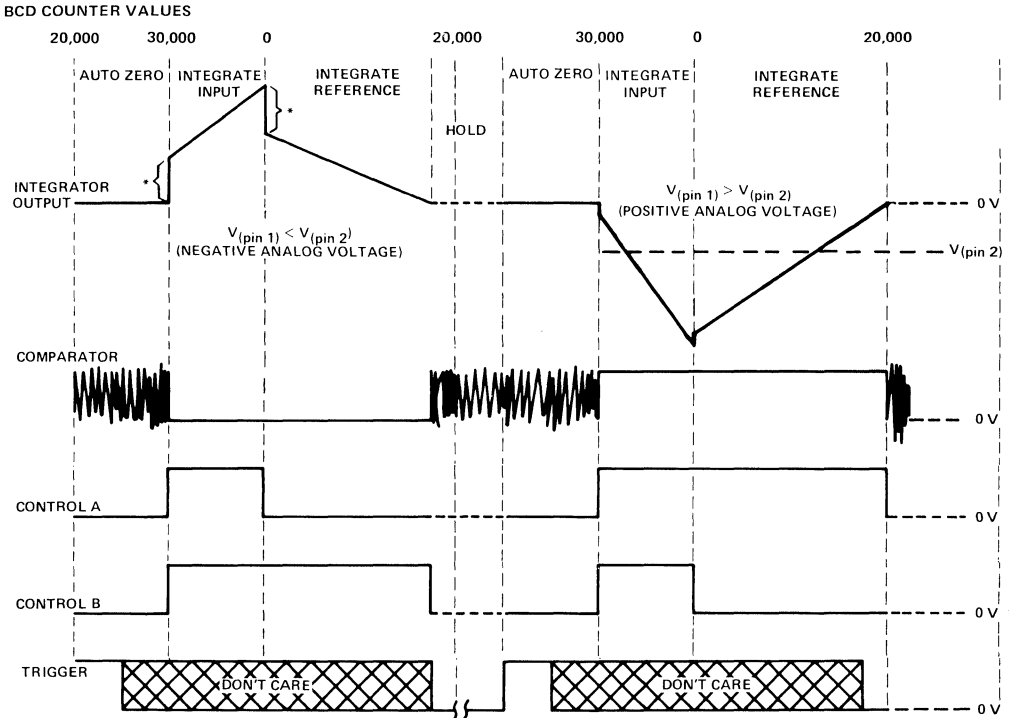 BCD COUNTER VALUES
20,000 30,000 0 20,000 30,000 0 20,000
AUTO ZERO
INTEGRATE
INPUT
INTEGRATE
REFERENCE
HOLD
AUTO ZERO
INTEGRATE
INPUT
INTEGRATE
REFERENCE
*
*
INTEGRATOR
OUTPUT
V(pin 1) < V(pin 2)
(NEGATIVE ANALOG VOLTAGE)
V(pin 1) > V(pin 2)
(POSITIVE ANALOG VOLTAGE)
0 V
V(pin 2)
COMPARATOR
0 V
CONTROL A
0 V
CONTROL B
0 V
TRIGGER
DON'T CARE
DON'T CARE
0 V